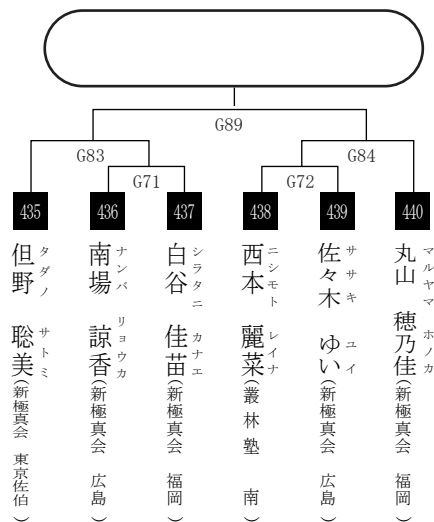 G89
G83
G84
G71
G72
435
436
437
438
439
440
但野 聡美(新極真会 東京佐伯)
タダノ サトミ
南場 諒香(新極真会 広島)
ナンバ リョウカ
白谷 佳苗(新極真会 福岡)
シラタニ カナエ
西本 麗菜(叢林塾 南)
ニシモト レイナ
佐々木 ゆい(新極真会 広島)
ササキ ユイ
丸山 穂乃佳(新極真会 福岡)
マルヤマ ホノカ